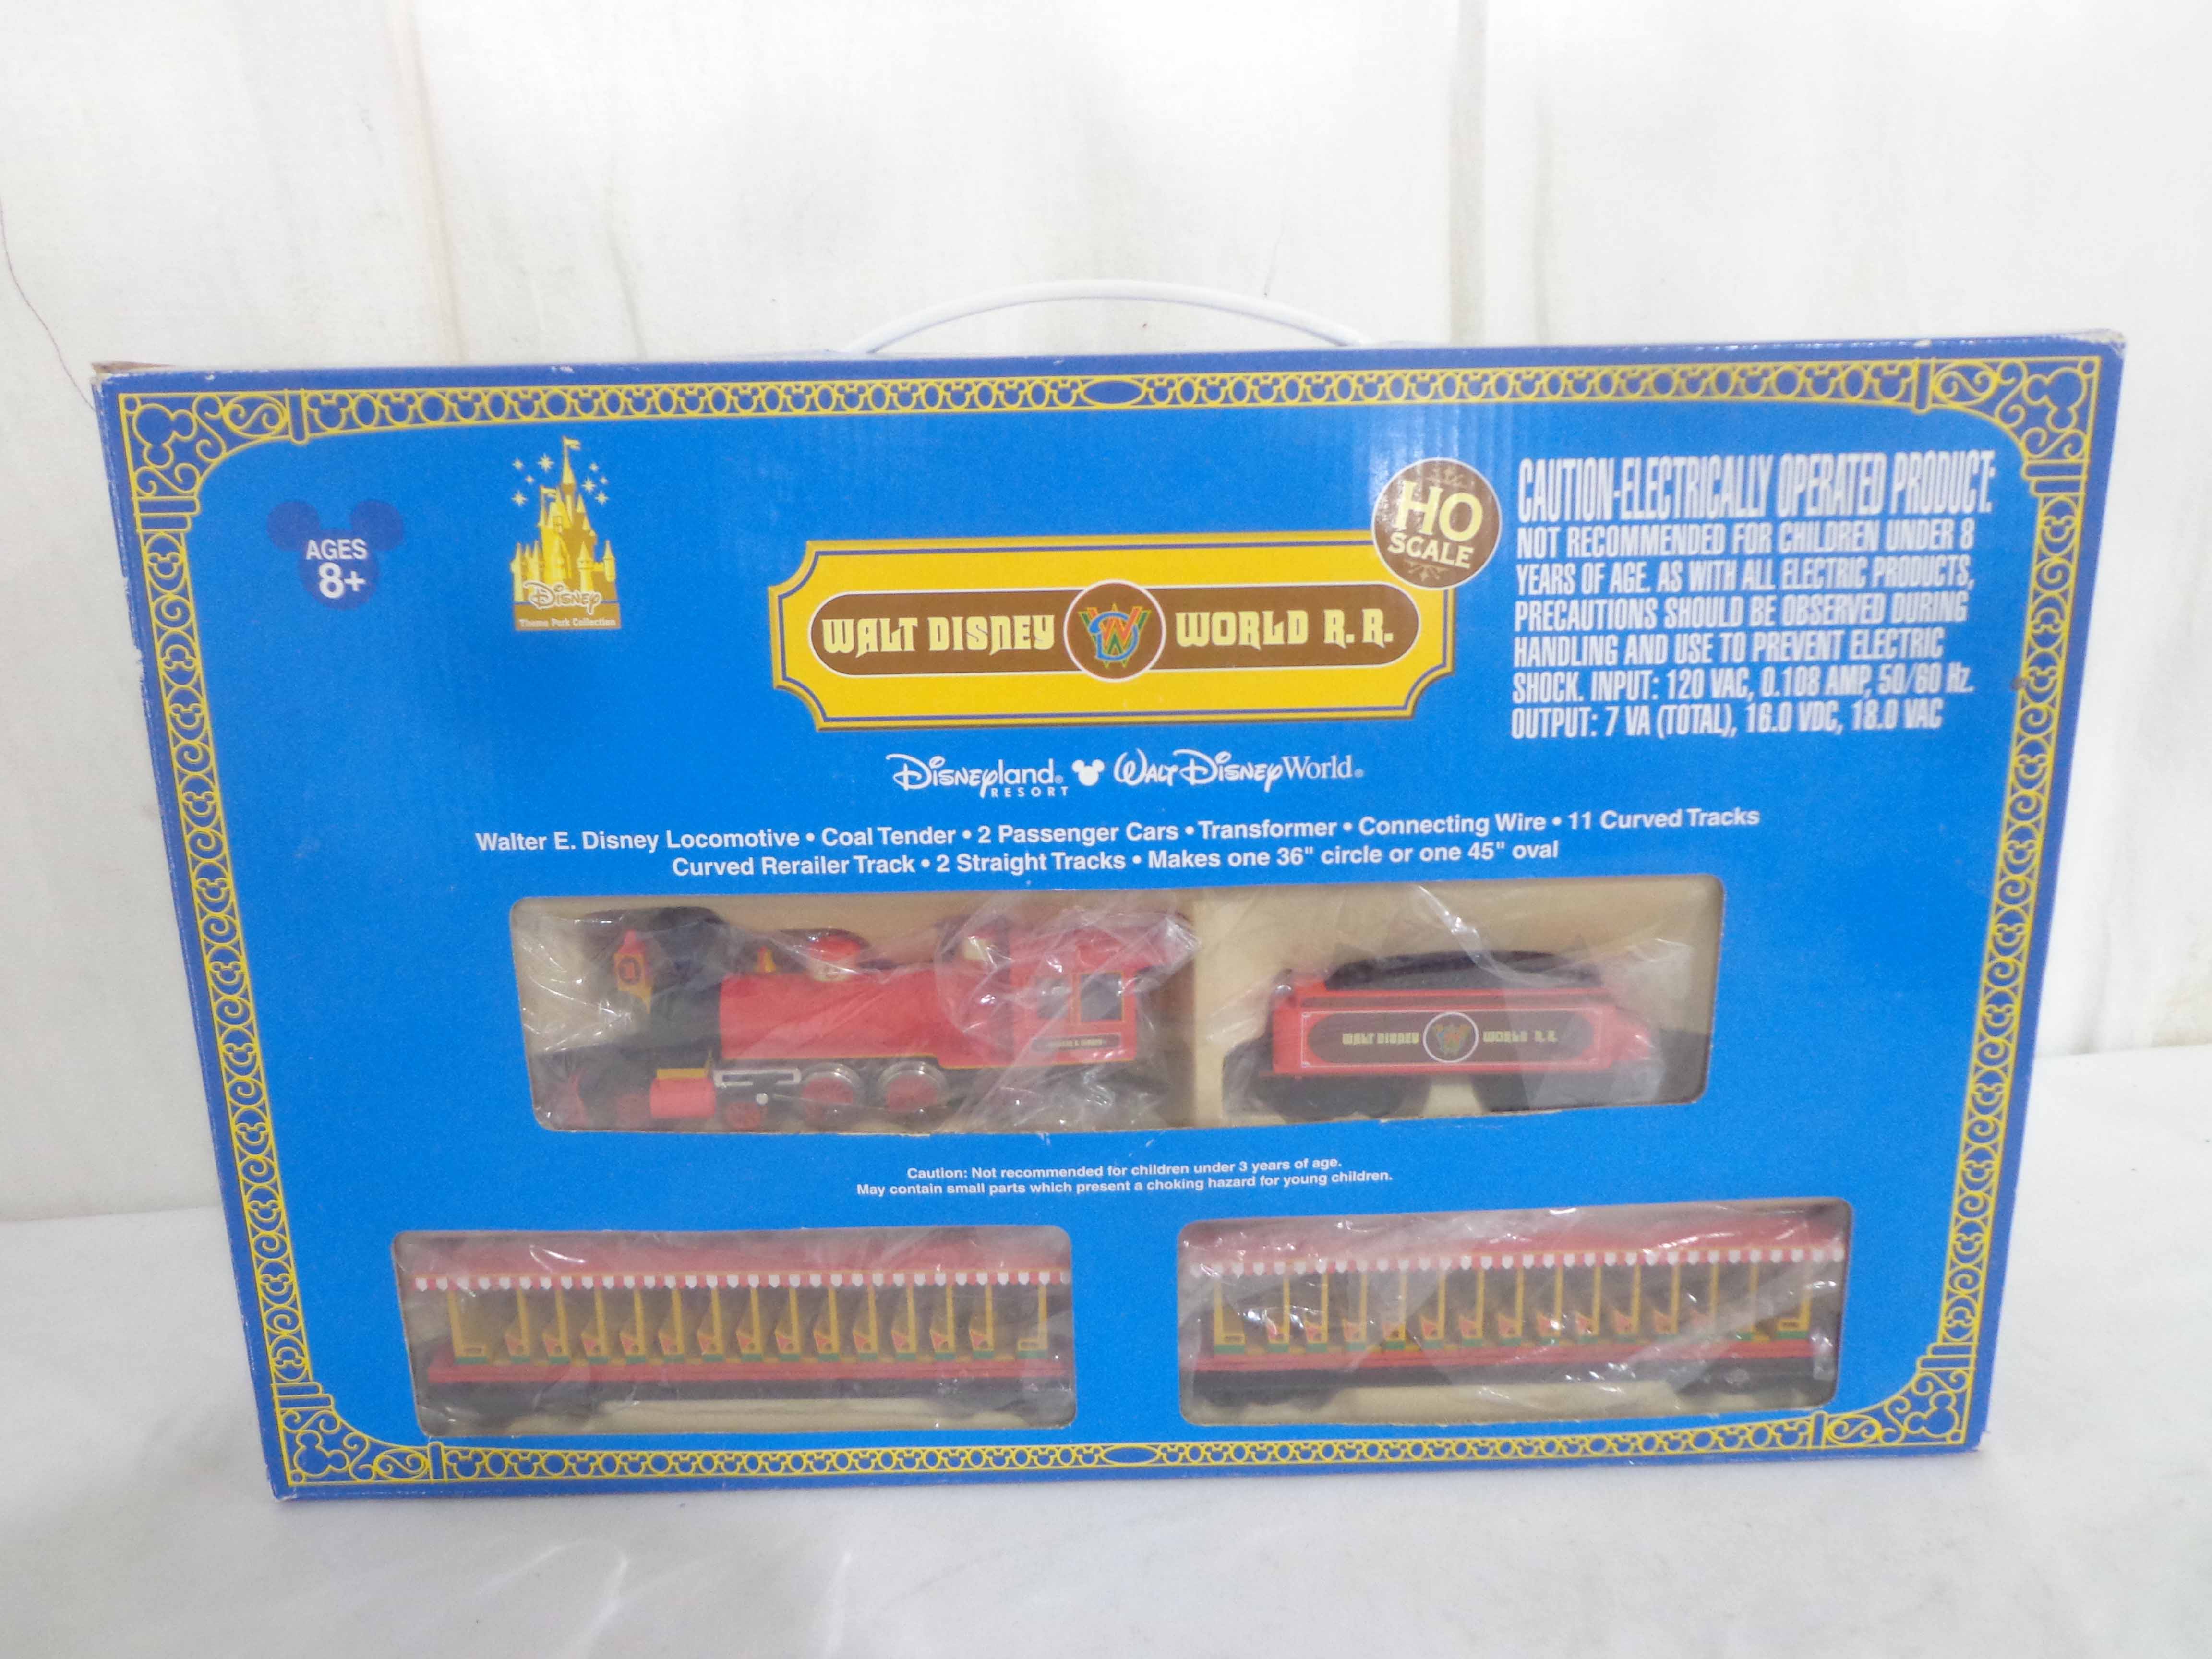 AGES
8+
Disney
Theme Park Collection
HO
SCALE
WALT DISNEY WDW WORLD R.R.
CAUTION-ELECTRICALLY OPERATED PRODUCT:
NOT RECOMMENDED FOR CHILDREN UNDER 8
YEARS OF AGE. AS WITH ALL ELECTRIC PRODUCTS,
PRECAUTIONS SHOULD BE OBSERVED DURING
HANDLING AND USE TO PREVENT ELECTRIC
SHOCK. INPUT: 120 VAC, 0.108 AMP, 50/60 Hz.
OUTPUT: 7 VA (TOTAL), 16.0 VDC, 18.0 VAC
Disneyland® Walt Disney World®
RESORT
Walter E. Disney Locomotive • Coal Tender • 2 Passenger Cars • Transformer • Connecting Wire • 11 Curved Tracks
Curved Rerailer Track • 2 Straight Tracks • Makes one 36" circle or one 45" oval
WALT DISNEY WDW WORLD R.R.
Caution: Not recommended for children under 3 years of age.
May contain small parts which present a choking hazard for young children.